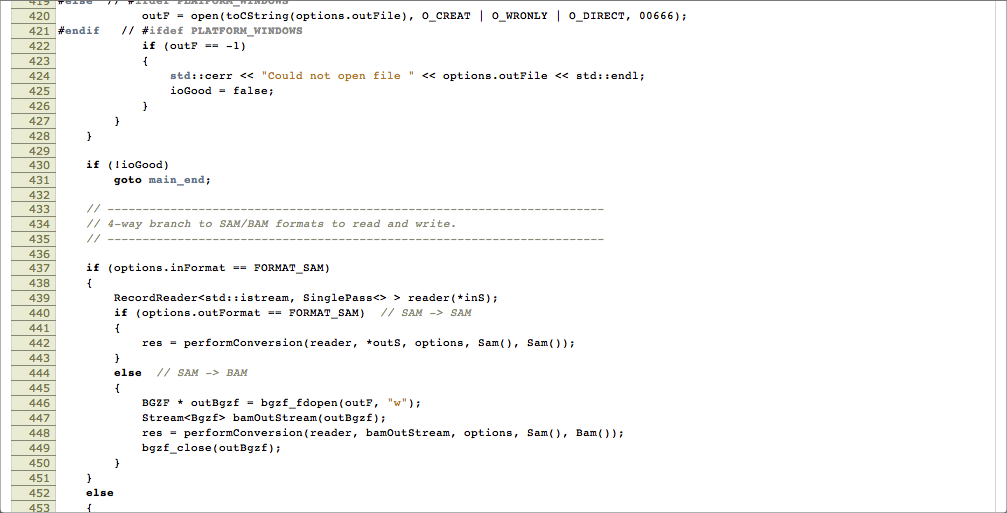 419 #else  // #ifdef PLATFORM_WINDOWS
420             outF = open(toCString(options.outFile), O_CREAT | O_WRONLY | O_DIRECT, 00666);
421 #endif   // #ifdef PLATFORM_WINDOWS
422             if (outF == -1)
423             {
424                 std::cerr << "Could not open file " << options.outFile << std::endl;
425                 ioGood = false;
426             }
427         }
428     }
429
430     if (!ioGood)
431         goto main_end;
432
433     // -----------------------------------------------------------------------
434     // 4-way branch to SAM/BAM formats to read and write.
435     // -----------------------------------------------------------------------
436
437     if (options.inFormat == FORMAT_SAM)
438     {
439         RecordReader<std::istream, SinglePass<> > reader(*inS);
440         if (options.outFormat == FORMAT_SAM)  // SAM -> SAM
441         {
442             res = performConversion(reader, *outS, options, Sam(), Sam());
443         }
444         else  // SAM -> BAM
445         {
446             BGZF * outBgzf = bgzf_fdopen(outF, "w");
447             Stream<Bgzf> bamOutStream(outBgzf);
448             res = performConversion(reader, bamOutStream, options, Sam(), Bam());
449             bgzf_close(outBgzf);
450         }
451     }
452     else
453     {